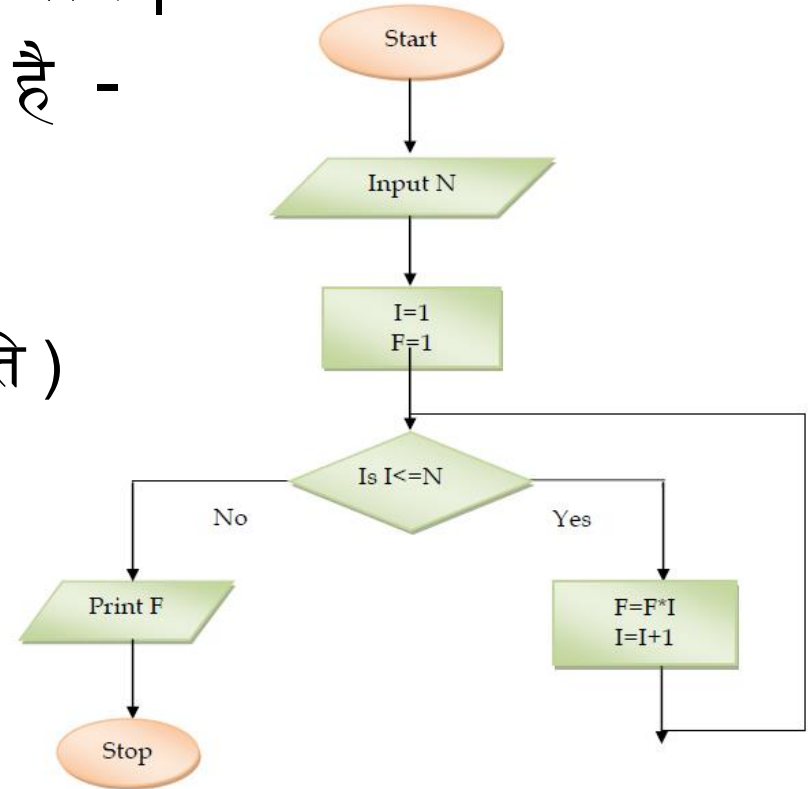 है -
ति )
Start
Input N
I=1
F=1
Is I<=N
No
Yes
Print F
F=F*I
I=I+1
Stop